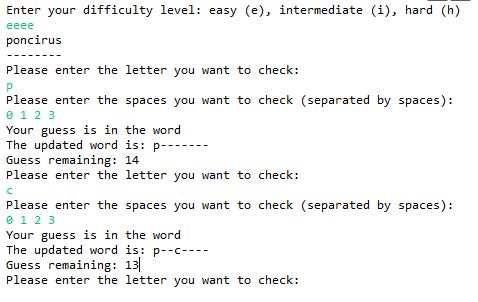 Enter your difficulty level: easy (e), intermediate (i), hard (h)
eeee
poncirus
--------
Please enter the letter you want to check:
p
Please enter the spaces you want to check (separated by spaces):
0 1 2 3
Your guess is in the word
The updated word is: p-------
Guess remaining: 14
Please enter the letter you want to check:
c
Please enter the spaces you want to check (separated by spaces):
0 1 2 3
Your guess is in the word
The updated word is: p--c----
Guess remaining: 13
Please enter the letter you want to check: